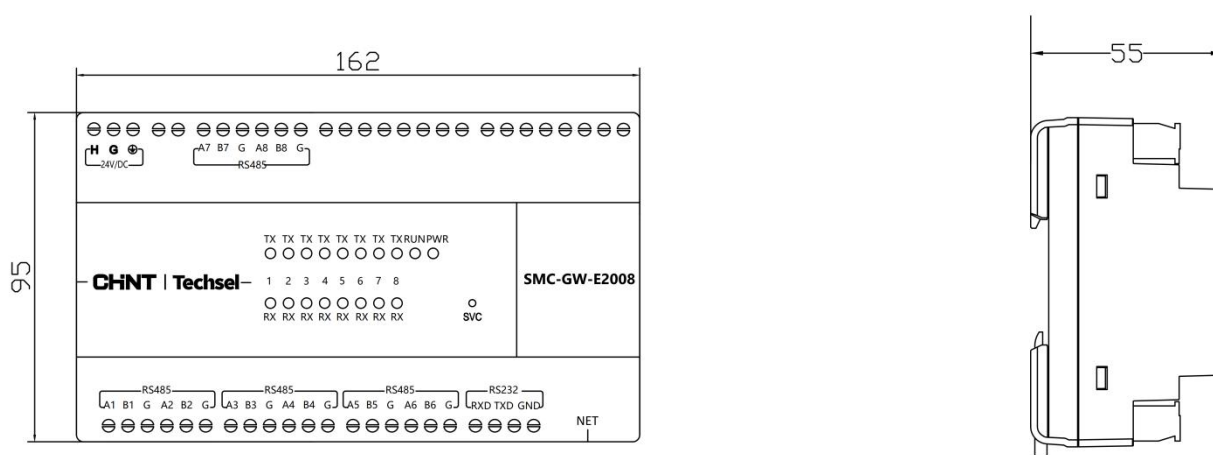 162
55
95
H G ⏚
24V/DC
A7 B7 G A8 B8 G
RS485
TX TX TX TX TX TX TX TX RUN PWR
CHNT | Techsel
1 2 3 4 5 6 7 8
SMC-GW-E2008
RX RX RX RX RX RX RX RX
SVC
RS485 RS485 RS485 RS232
A1 B1 G A2 B2 G A3 B3 G A4 B4 G A5 B5 G A6 B6 G RXD TXD GND
NET